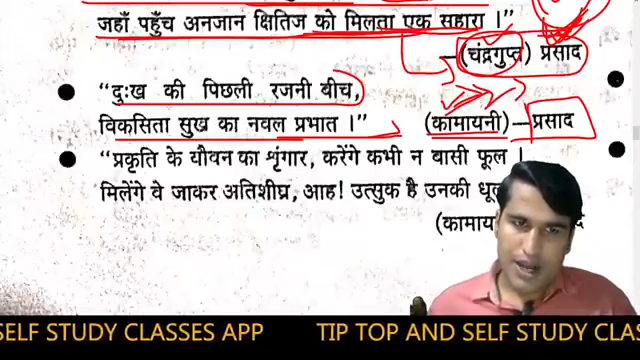 जहाँ पहुँच अनजान क्षितिज को मिलता एक सहारा ।”
—(चंद्रगुप्त) प्रसाद
“दुःख की पिछली रजनी बीच,
विकसिता सुख का नवल प्रभात ।” (कामायनी)—प्रसाद
“प्रकृति के यौवन का शृंगार, करेंगे कभी न बासी फूल ।
मिलेंगे वे जाकर अतिशीघ्र, आह! उत्सुक है उनकी
SELF STUDY CLASSES APP TIP TOP AND SELF STUDY